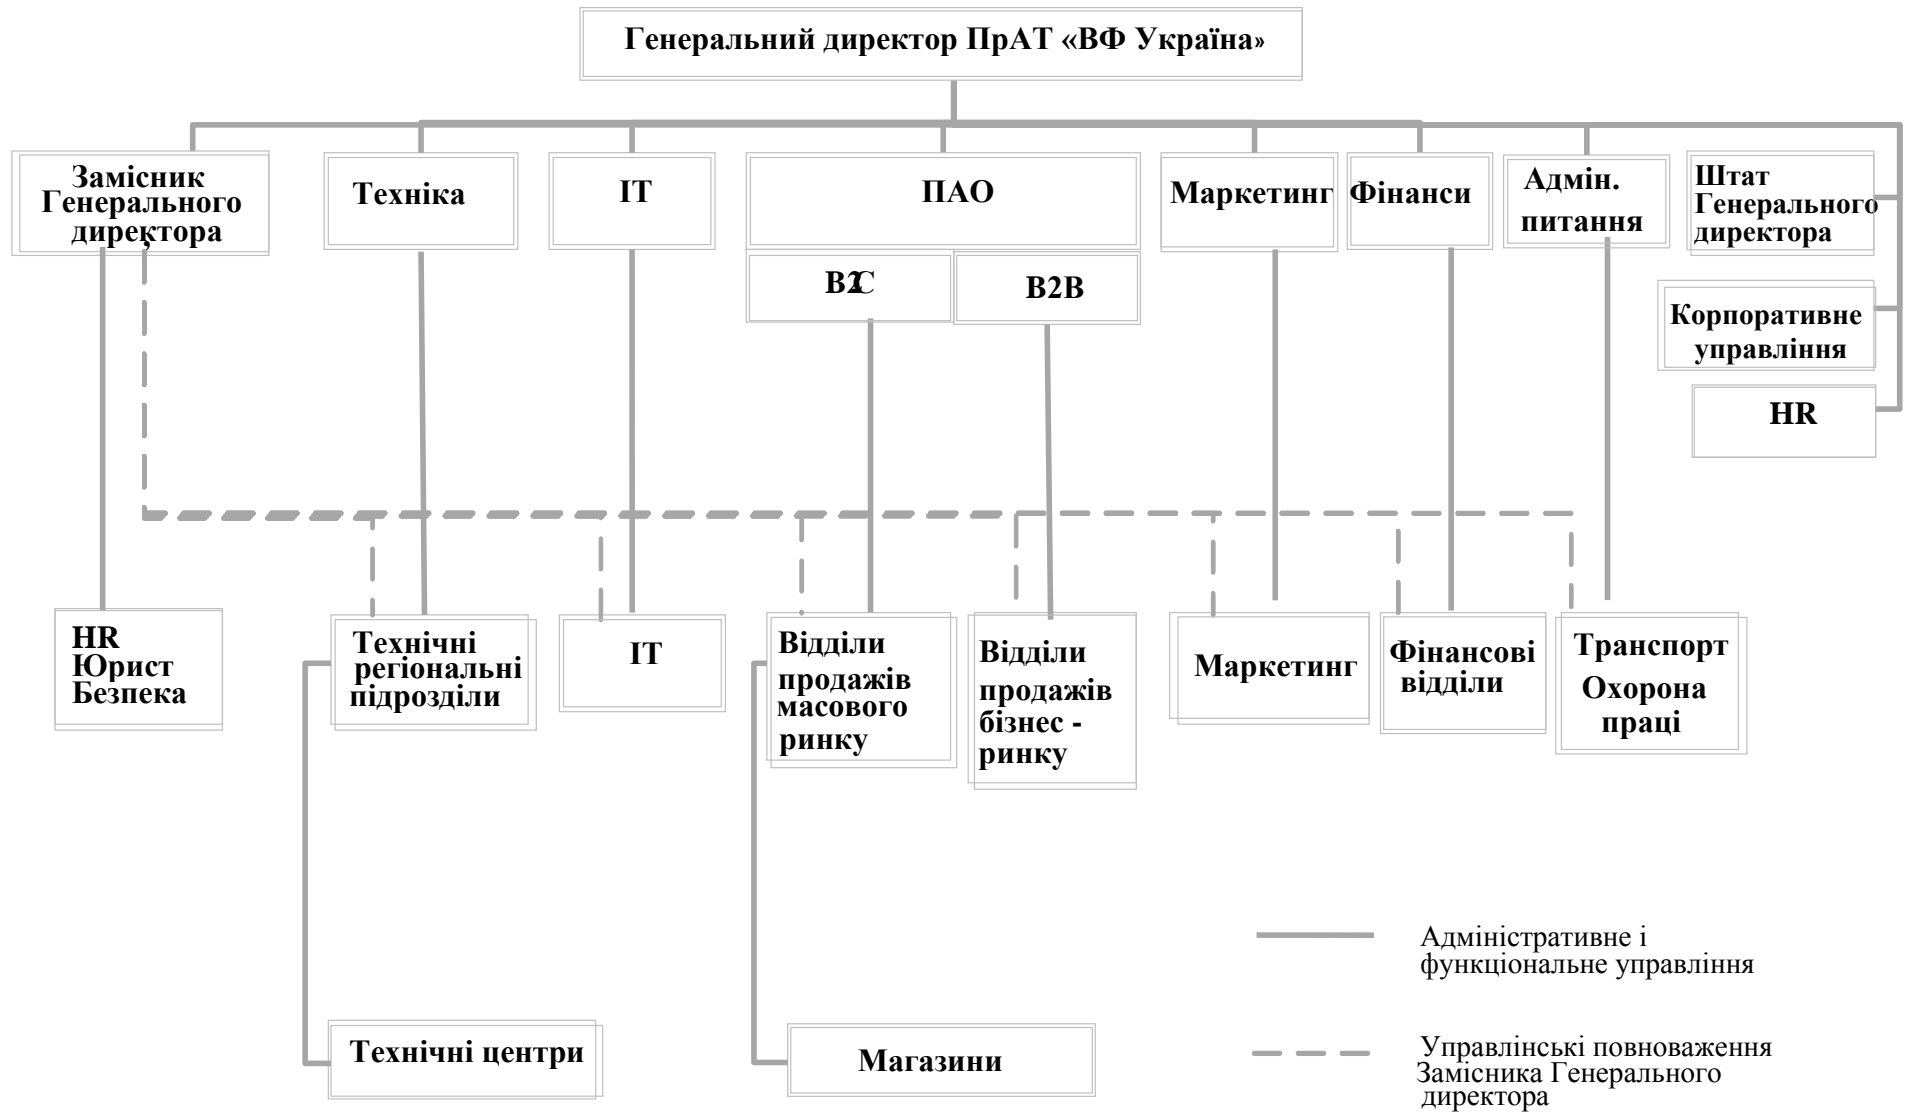 Генеральний директор ПрАТ «ВФ Україна»
Замісник
Генерального
директора
,
Техніка
ІТ
ПАО
Маркетинг
Фінанси
Адмін.
питання
Штат
Генерального
директора
B2C
B2B
Корпоративне
управління
HR
HR
Юрист
Безпека
Технічні
регіональні
підрозділи
ІТ
Відділи
продажів
масового
ринку
Відділи
продажів
бізнес -
ринку
Маркетинг
Фінансові
відділи
Транспорт
Охорона
праці
Технічні центри
Магазини
Адміністративне і
функціональне управління
Управлінські повноваження
Замісника Генерального
директора